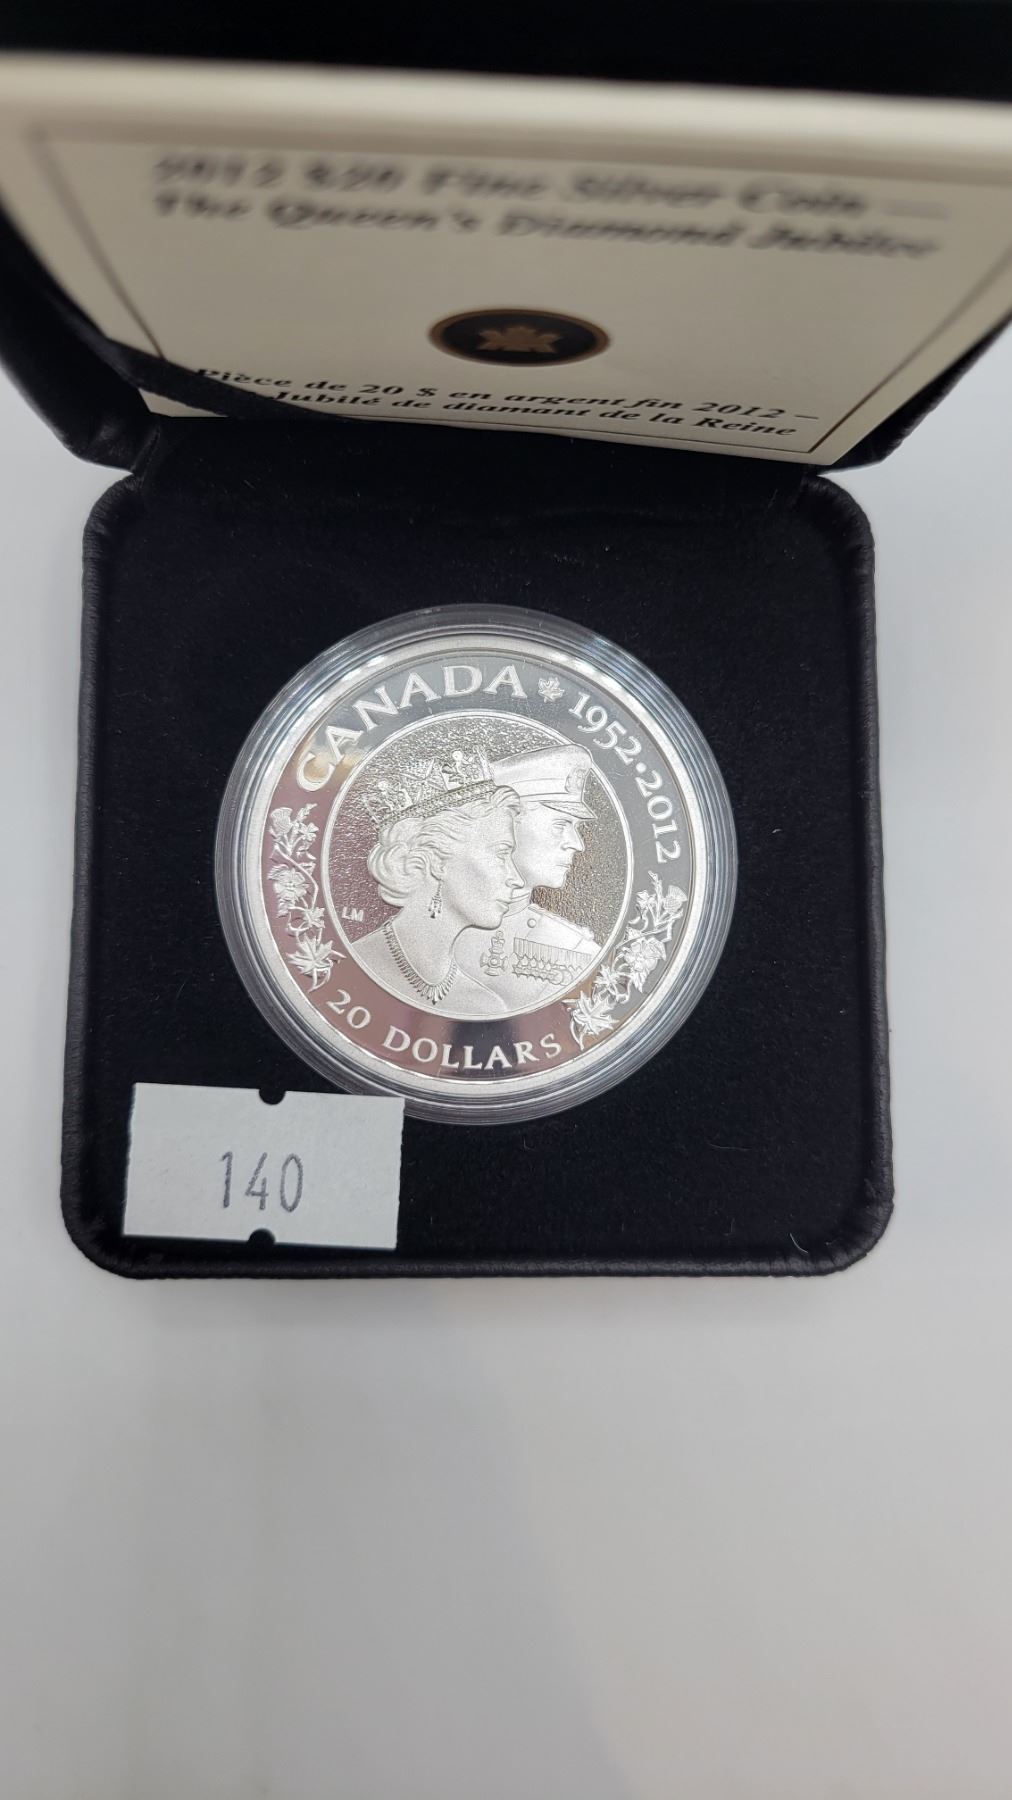 2012 $20 Fine Silver Coin —
The Queen's Diamond Jubilee
Pièce de 20 $ en argent fin 2012 –
Jubilé de diamant de la Reine
CANADA 1952·2012
LM
20 DOLLARS
140